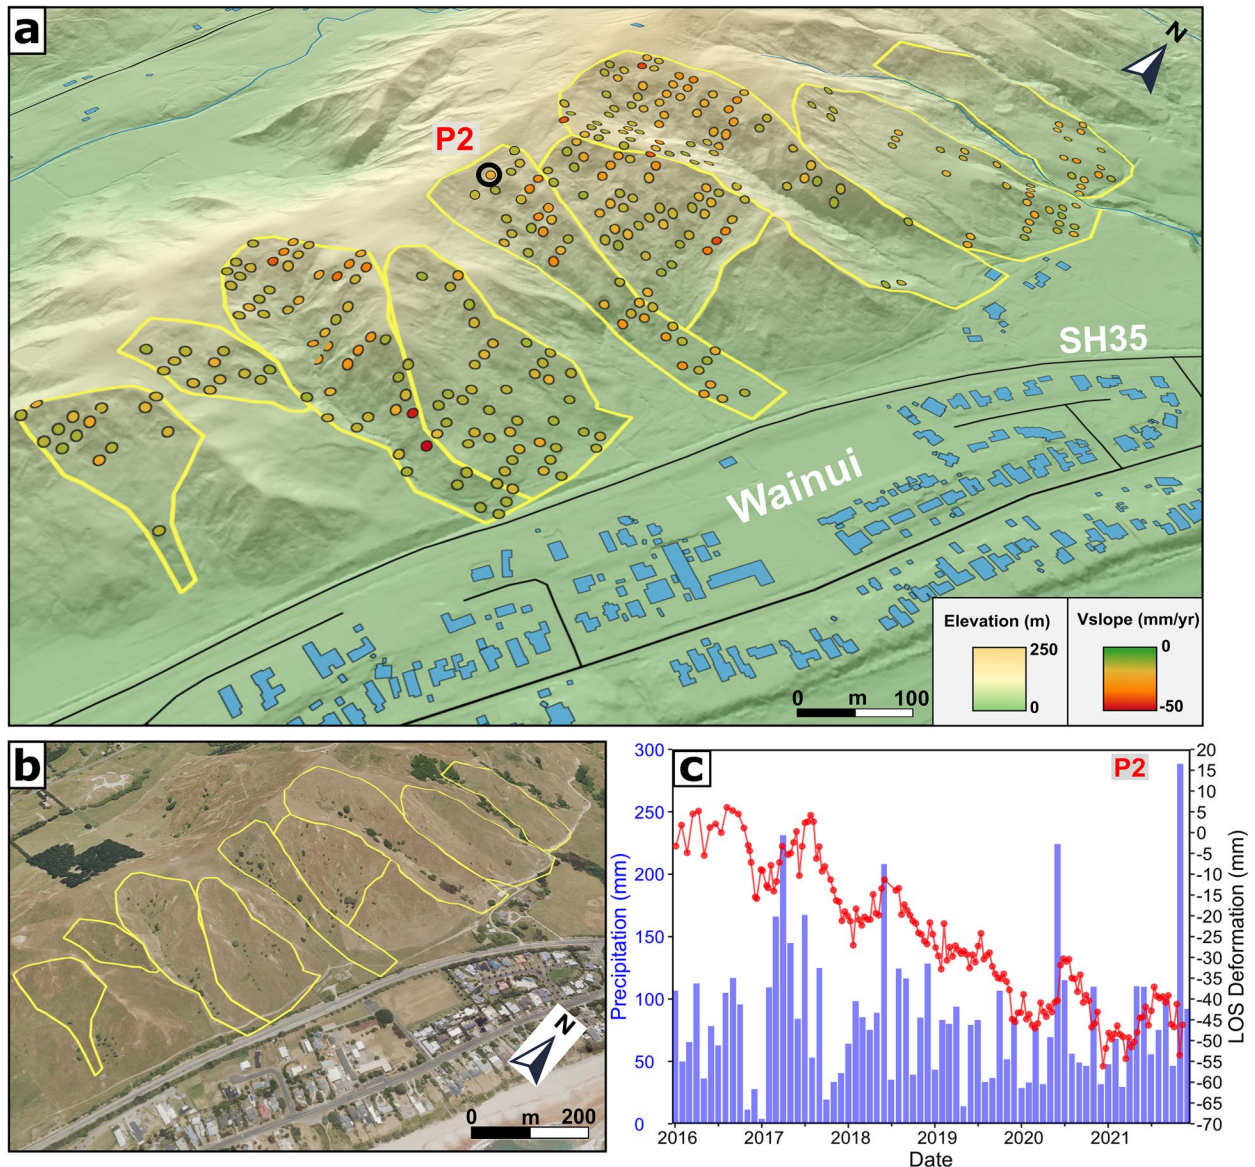 a
N
P2
SH35
Wainui
Elevation (m)
250
0
Vslope (mm/yr)
0
-50
0 m 100
b
N
0 m 200
c
P2
Precipitation (mm)
300
250
200
150
100
50
0
20
15
10
5
0
-5
-10
-15
-20
-25
-30
-35
-40
-45
-50
-55
-60
-65
-70
LOS Deformation (mm)
2016 2017 2018 2019 2020 2021
Date